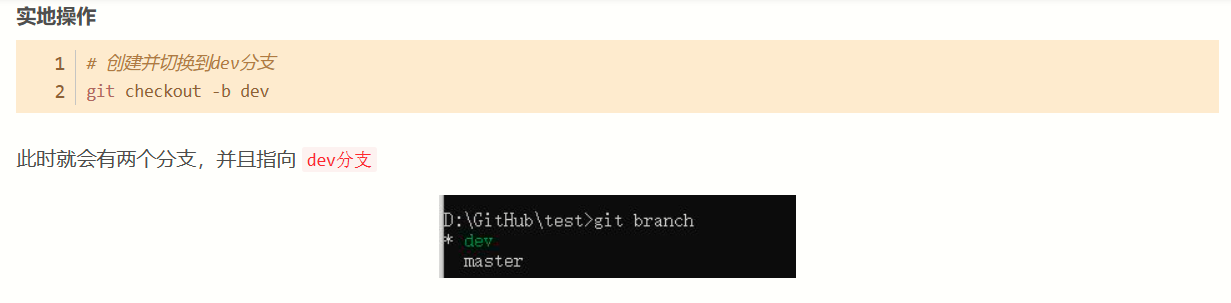 实地操作
1 # 创建并切换到dev分支
2 git checkout -b dev
此时就会有两个分支，并且指向 dev分支
D:\GitHub\test>git branch
* dev
master